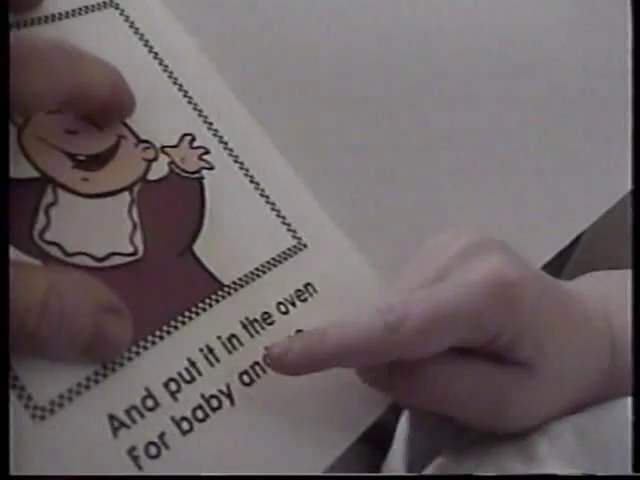 And put it in the oven
For baby and